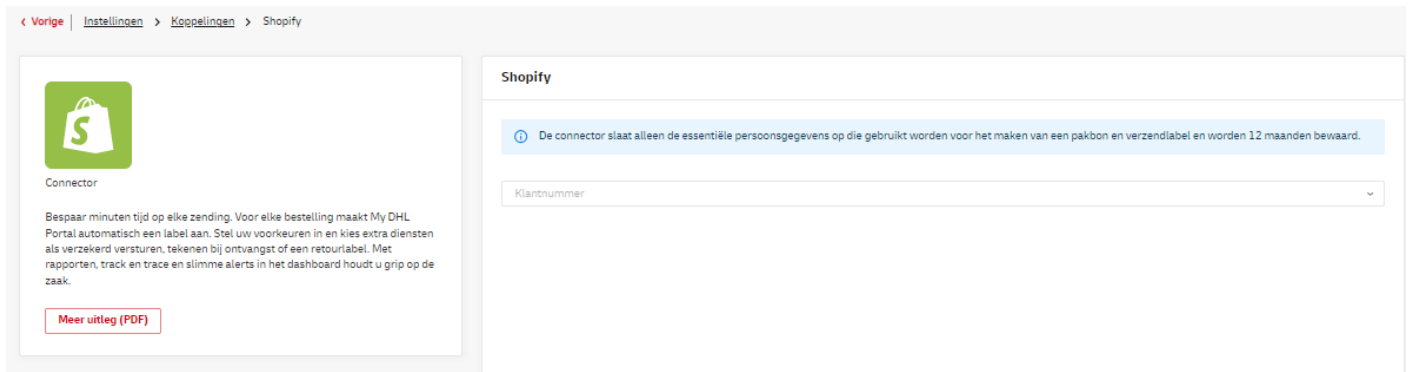 ‹ Vorige | Instellingen > Koppelingen > Shopify
Shopify
De connector slaat alleen de essentiële persoonsgegevens op die gebruikt worden voor het maken van een pakbon en verzendlabel en worden 12 maanden bewaard.
Klantnummer
Connector
Bespaar minuten tijd op elke zending. Voor elke bestelling maakt My DHL
Portal automatisch een label aan. Stel uw voorkeuren in en kies extra diensten
als verzekerd versturen, tekenen bij ontvangst of een retourlabel. Met
rapporten, track en trace en slimme alerts in het dashboard houdt u grip op de
zaak.
Meer uitleg (PDF)